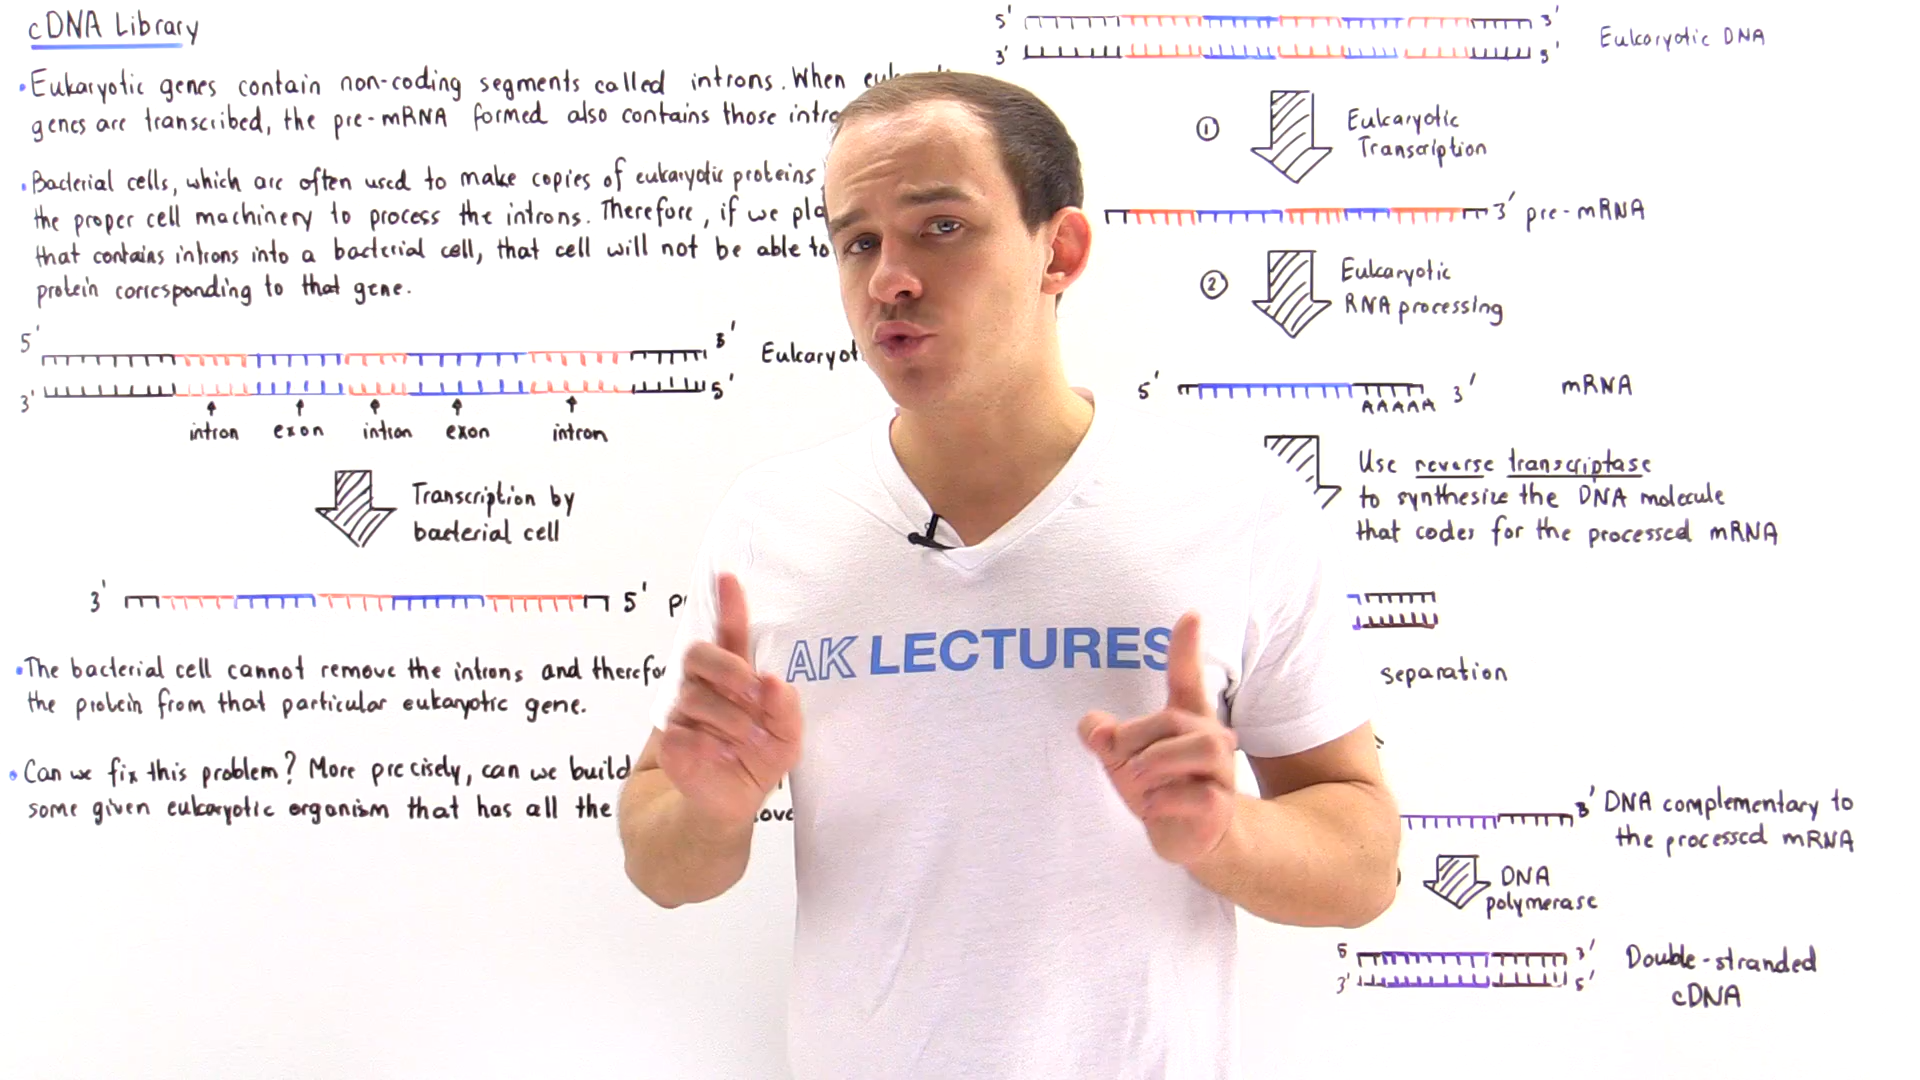 cDNA Library
• Eukaryotic genes contain non-coding segments called introns. When
genes are transcribed, the pre-mRNA formed also contains those
• Bacterial cells, which are often used to make copies of eukaryotic proteins
the proper cell machinery to process the introns. Therefore, if we
that contains introns into a bacterial cell, that cell will not be able to
protein corresponding to that gene.
5' 3'
3' 5'
intron exon intron exon intron
Transcription by
bacterial cell
3' 5'
• The bacterial cell cannot remove the introns and
the protein from that particular eukaryotic gene.
• Can we fix this problem? More precisely, can we build
some given eukaryotic organism that has all the
AK LECTURES
5' 3'
3' 5'
Eukaryotic DNA
① Eukaryotic
Transcription
3' pre-mRNA
② Eukaryotic
RNA processing
5' 3' mRNA
AAAAA
Use reverse transcriptase
to synthesize the DNA molecule
that codes for the processed mRNA
separation
3' DNA complementary to
the processed mRNA
DNA
polymerase
5 3'
3' 5'
Double-stranded
cDNA